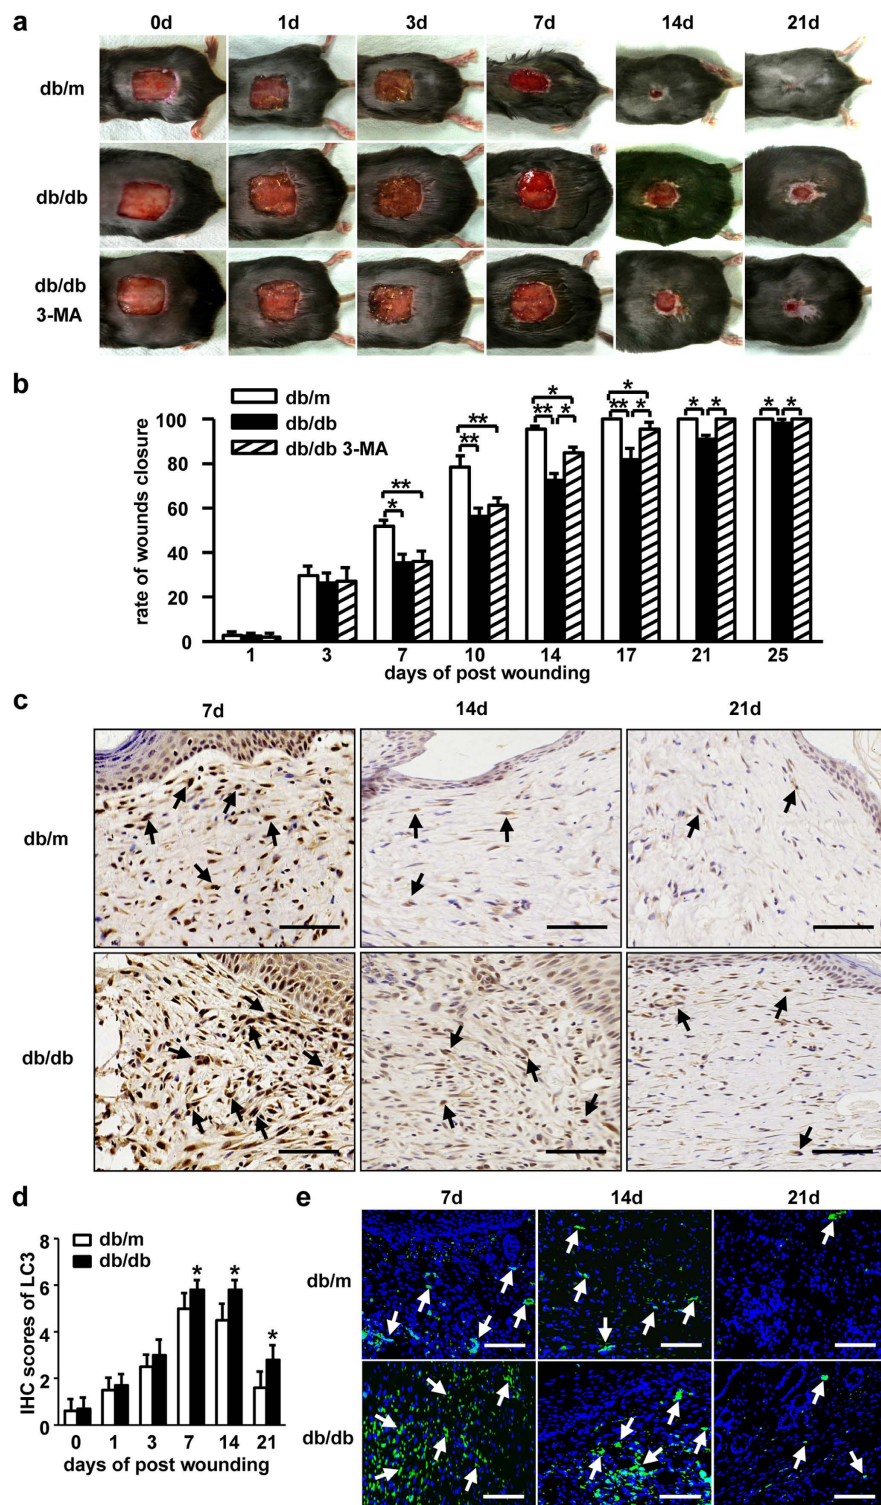 a
0d 1d 3d 7d 14d 21d
db/m
db/db
db/db
3-MA
b
db/m
db/db
db/db 3-MA
rate of wounds closure
100
80
60
40
20
0
* ** ** ** * ** * * ** * * * * * *
1 3 7 10 14 17 21 25
days of post wounding
c
7d 14d 21d
db/m
db/db
d
db/m
db/db
IHC scores of LC3
8
6
4
2
0
* * *
0 1 3 7 14 21
days of post wounding
e
7d 14d 21d
db/m
db/db